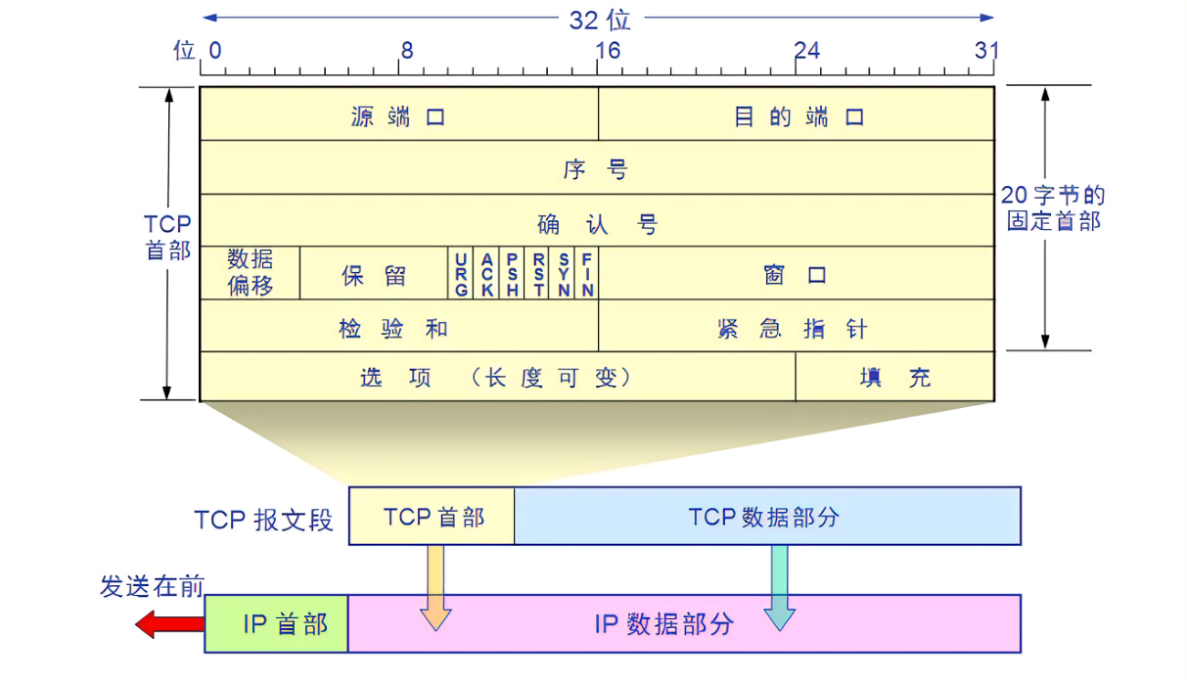 32 位
位 0 8 16 24 31
源 端 口 目 的 端 口
序 号
TCP
首部
确 认 号
20 字节的
固定首部
数据
偏移
保 留
URG
ACK
PSH
RST
SYN
FIN
窗 口
检 验 和 紧 急 指 针
选 项 （长 度 可 变） 填 充
TCP 报文段 TCP 首部 TCP 数据部分
发送在前
IP 首部 IP 数据部分